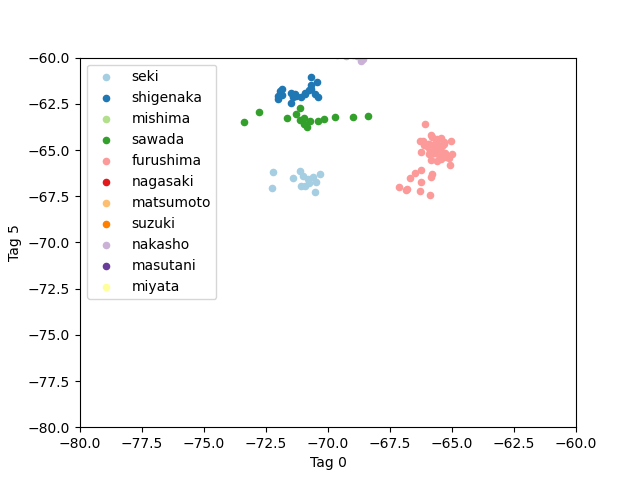 −60.0
−62.5
−65.0
−67.5
−70.0
−72.5
−75.0
−77.5
−80.0
Tag 5
seki
shigenaka
mishima
sawada
furushima
nagasaki
matsumoto
suzuki
nakasho
masutani
miyata
−80.0 −77.5 −75.0 −72.5 −70.0 −67.5 −65.0 −62.5 −60.0
Tag 0